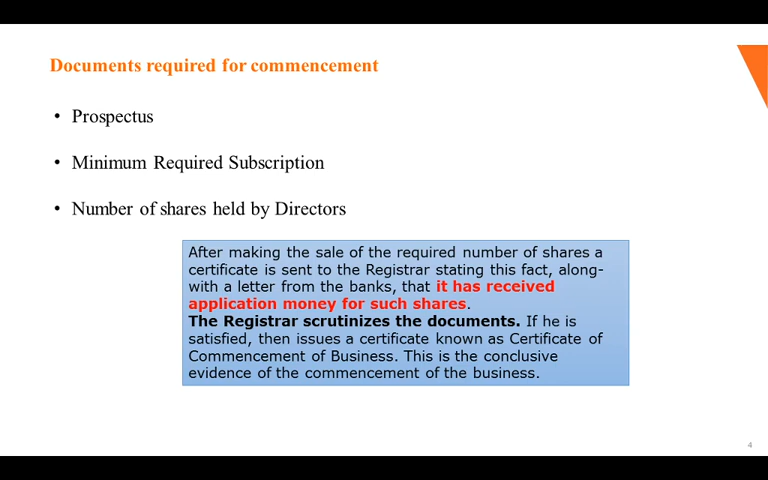 Documents required for commencement
• Prospectus
• Minimum Required Subscription
• Number of shares held by Directors
After making the sale of the required number of shares a
certificate is sent to the Registrar stating this fact, along-
with a letter from the banks, that it has received
application money for such shares.
The Registrar scrutinizes the documents. If he is
satisfied, then issues a certificate known as Certificate of
Commencement of Business. This is the conclusive
evidence of the commencement of the business.
4